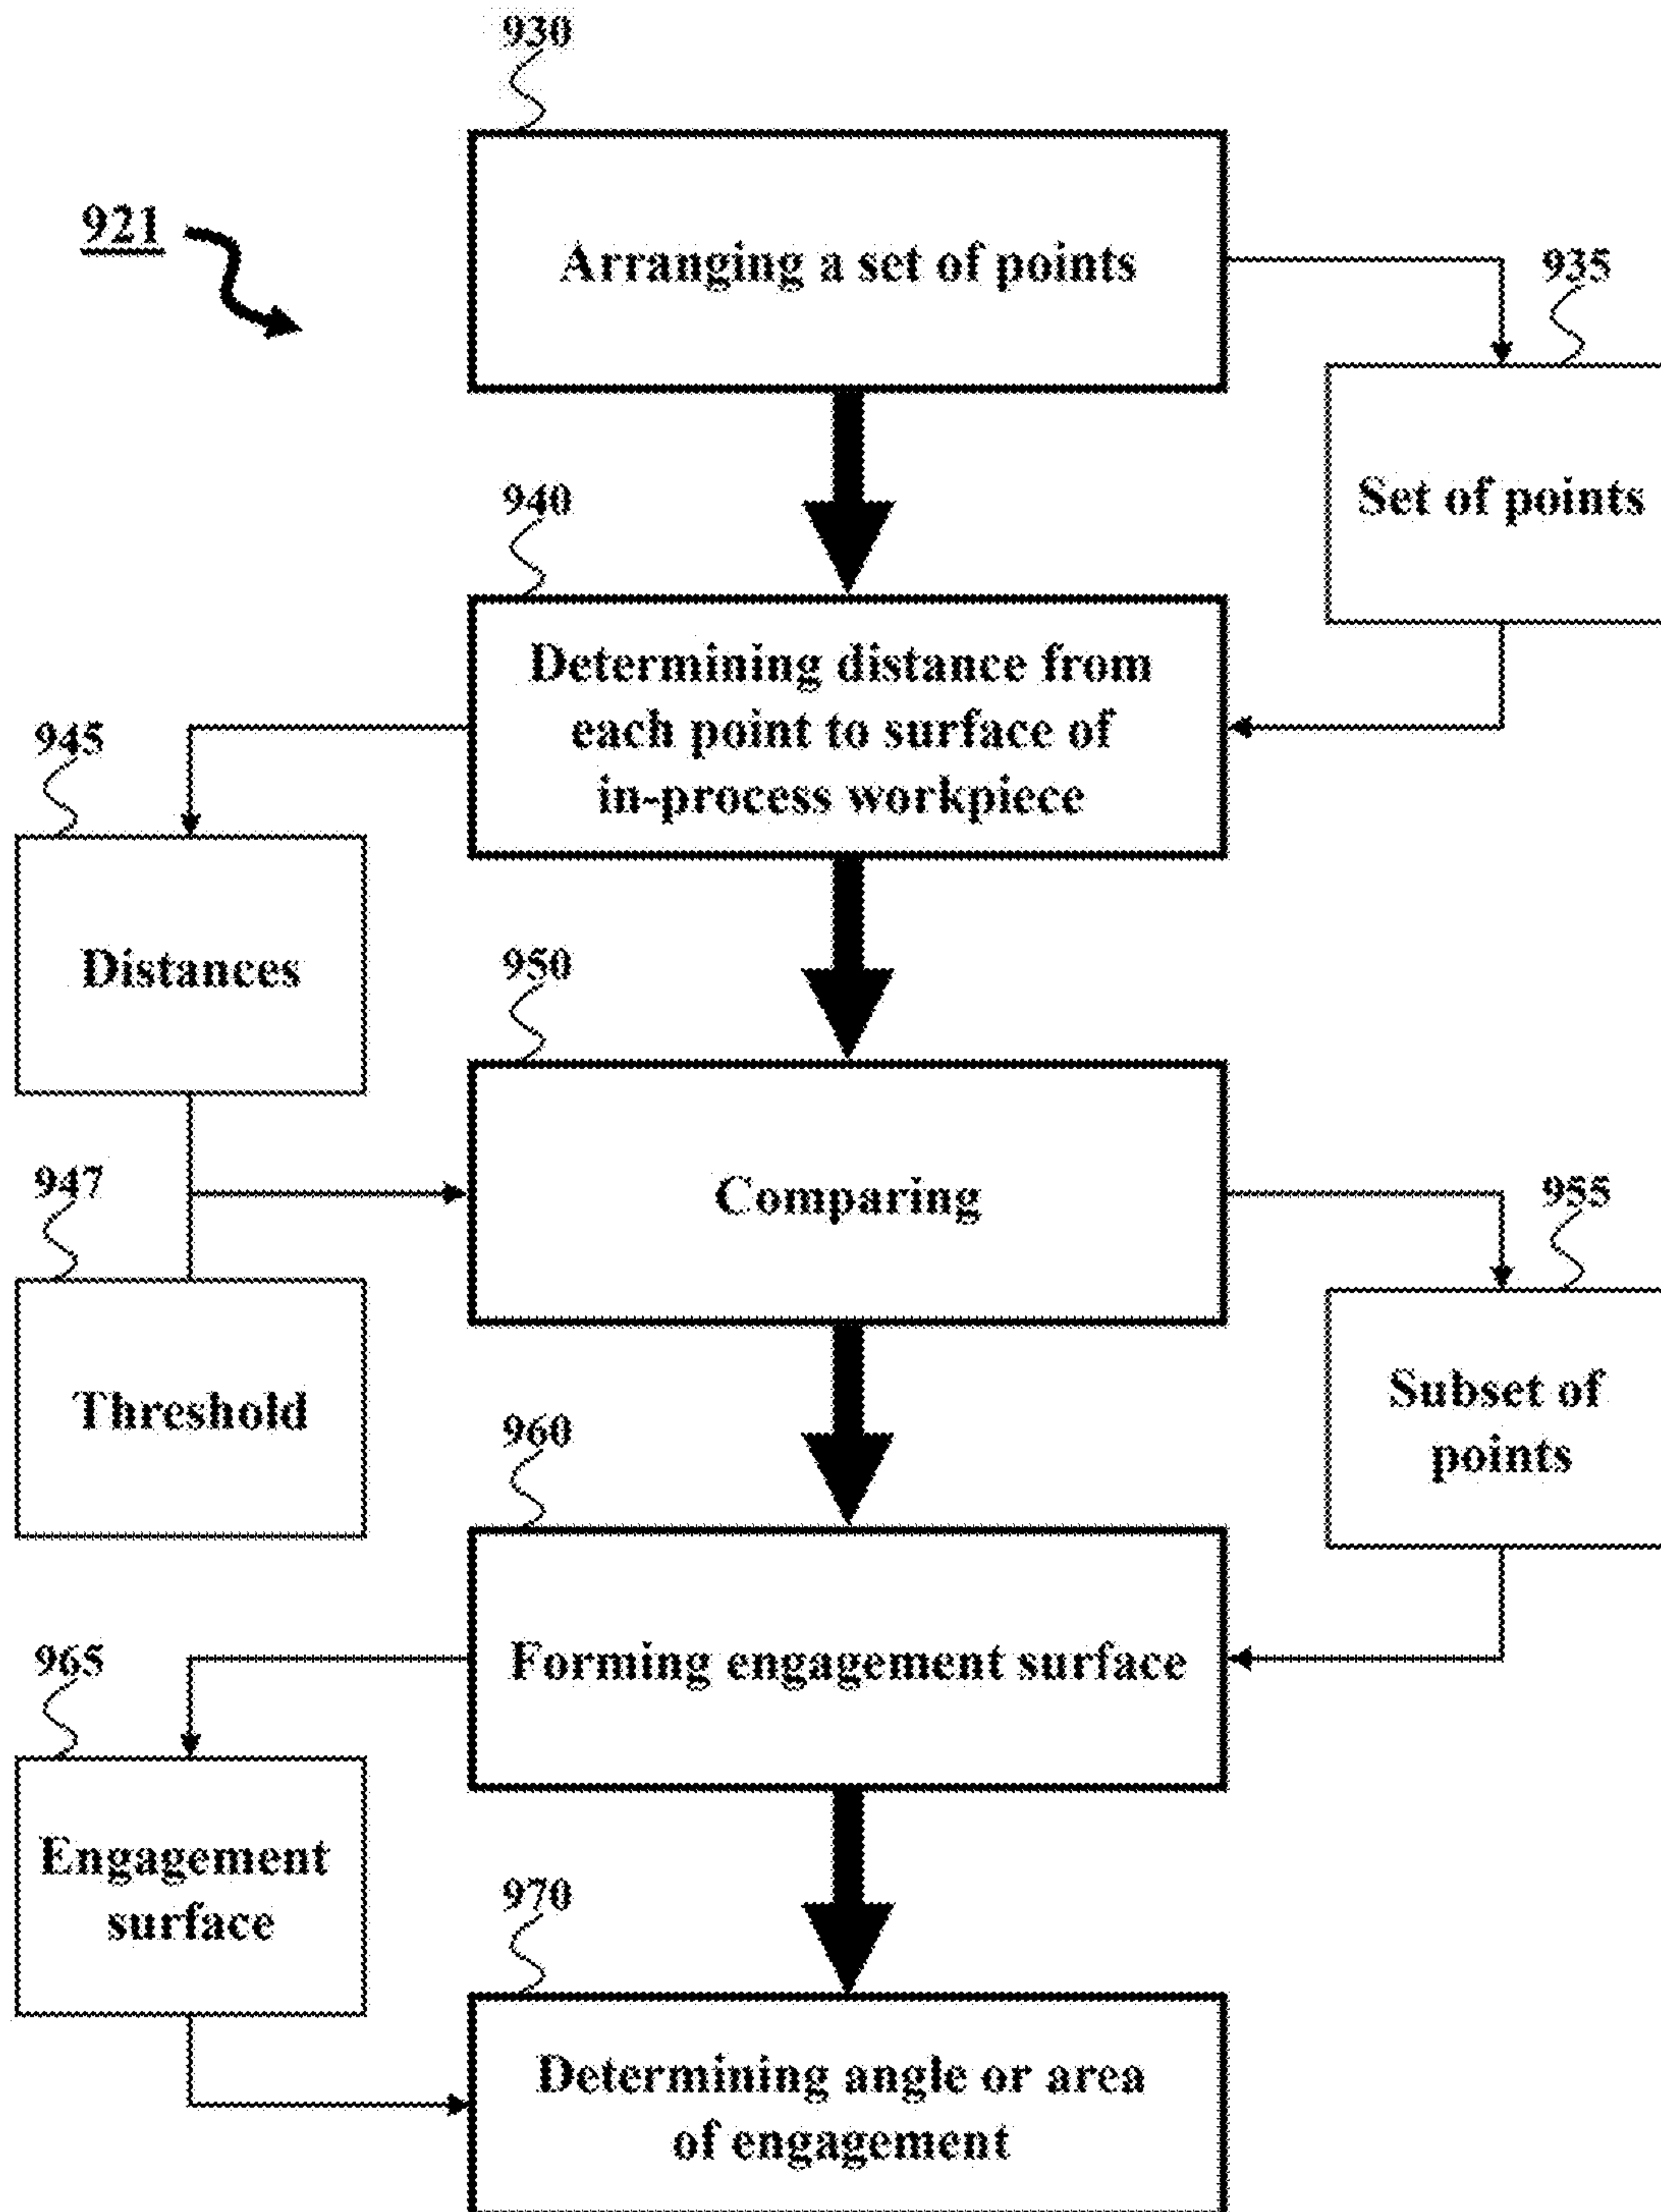 930
921
Arranging a set of points
935
Set of points
940
Determining distance from
each point to surface of
in-process workpiece
945
Distances
950
Comparing
947
Threshold
955
Subset of
points
960
Forming engagement surface
965
Engagement
surface
970
Determining angle or area
of engagement